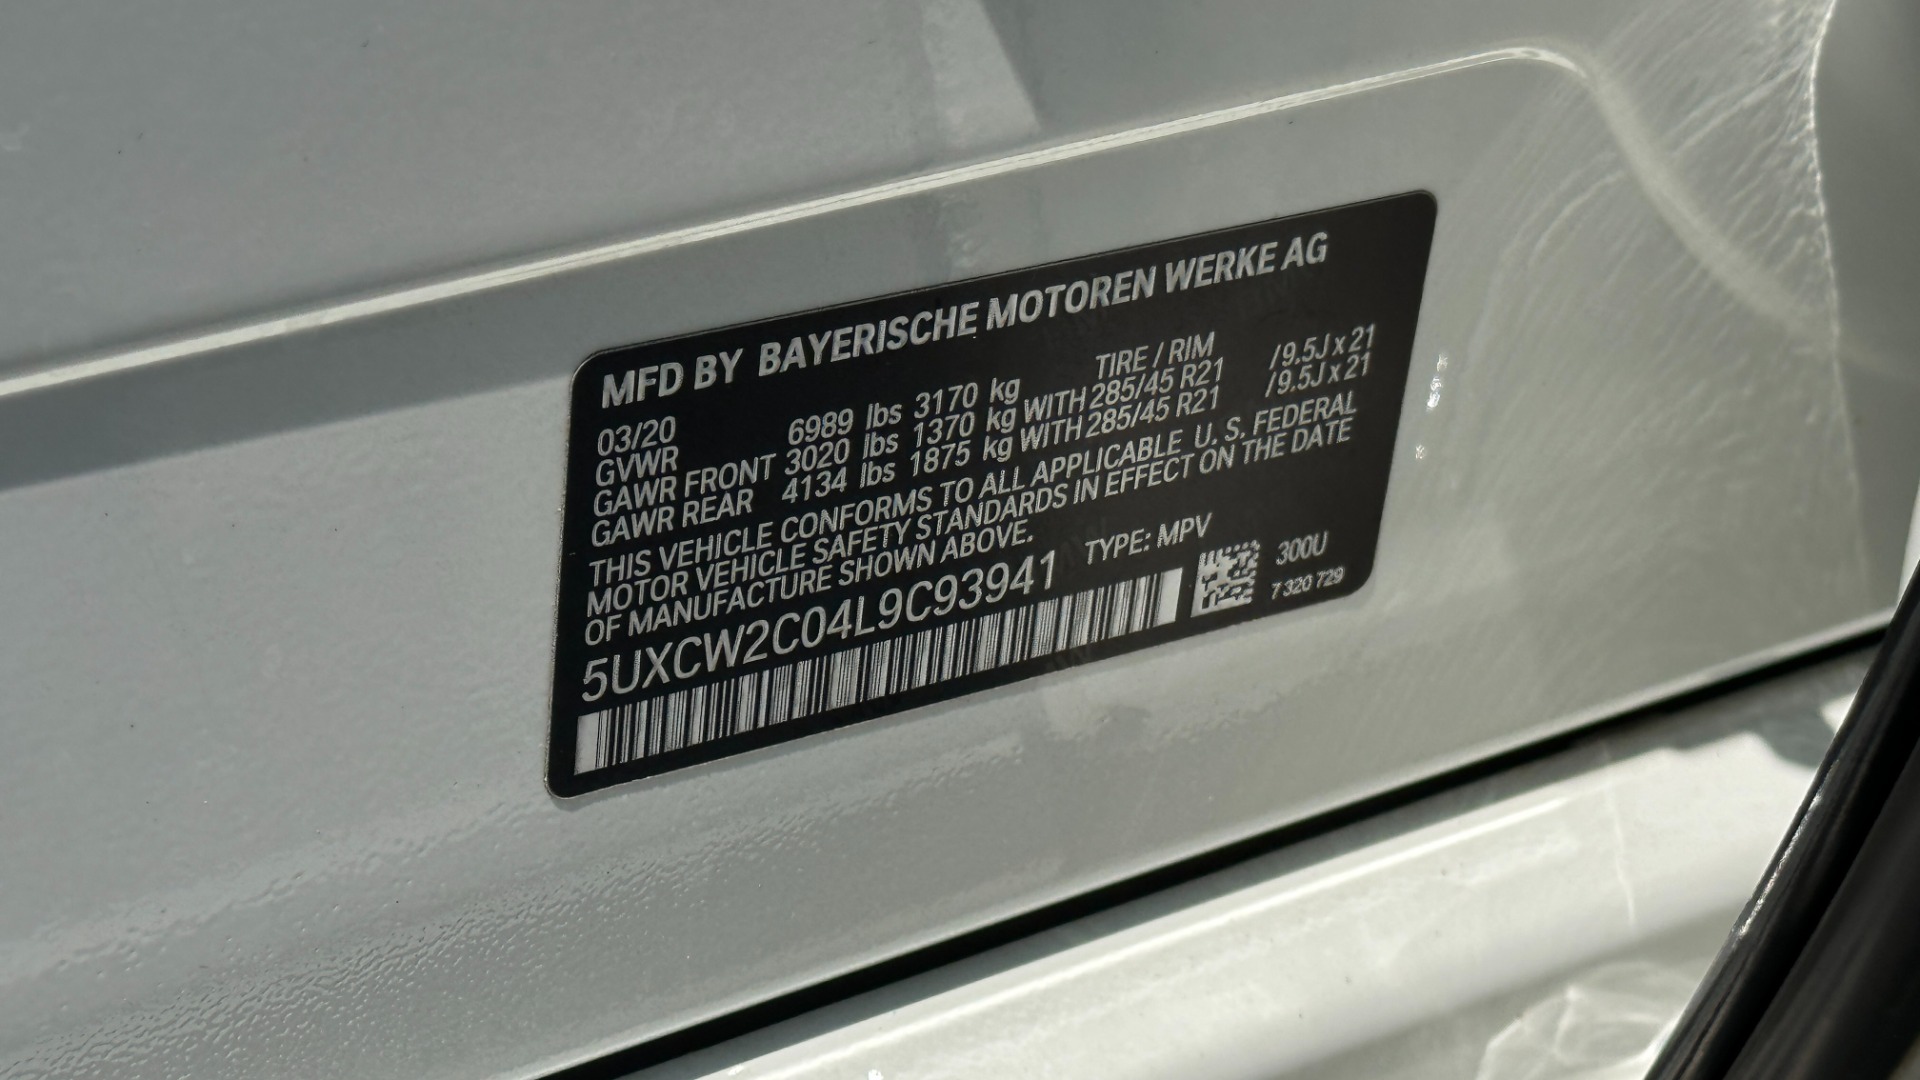 MFD BY BAYERISCHE MOTOREN WERKE AG
03/20 TIRE / RIM
GVWR 6989 lbs 3170 kg
GAWR FRONT 3020 lbs 1370 kg WITH 285/45 R21 /9.5J x 21
GAWR REAR 4134 lbs 1875 kg WITH 285/45 R21 /9.5J x 21
THIS VEHICLE CONFORMS TO ALL APPLICABLE U. S. FEDERAL
MOTOR VEHICLE SAFETY STANDARDS IN EFFECT ON THE DATE
OF MANUFACTURE SHOWN ABOVE.
5UXCW2C04L9C93941 TYPE: MPV
300U
7 320 729